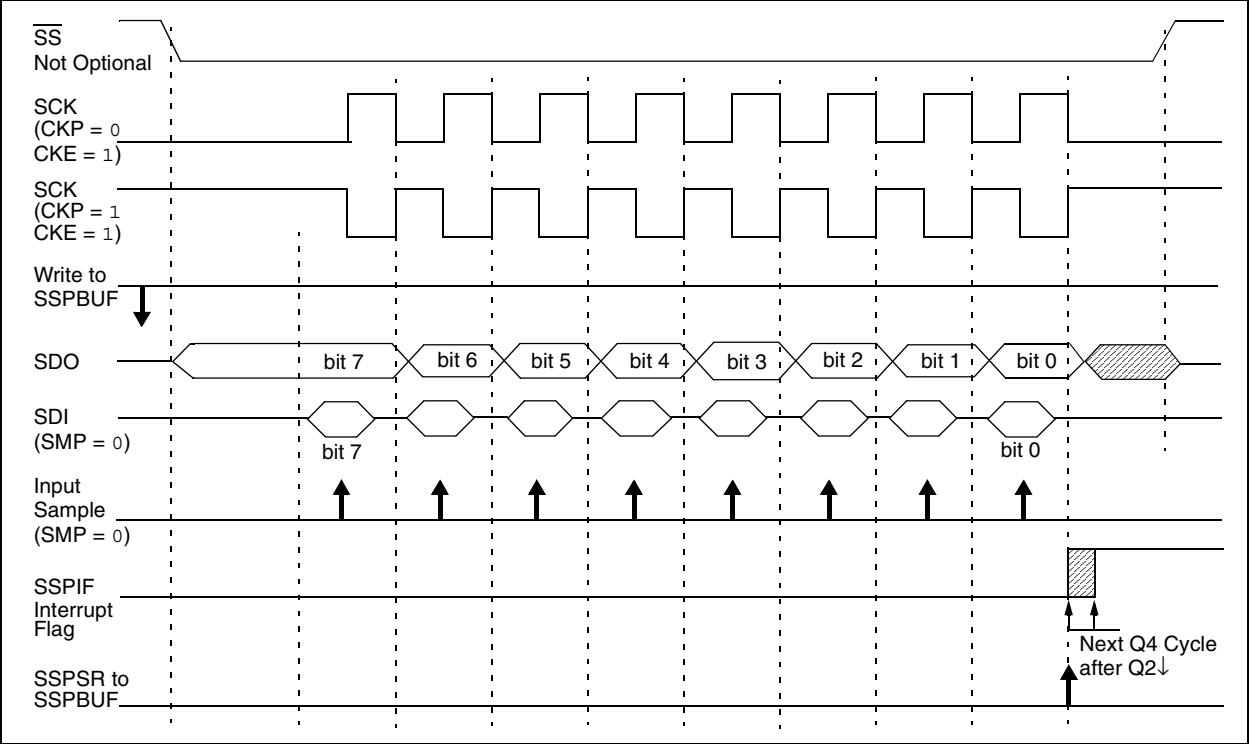 SS
Not Optional
SCK
(CKP = 0
CKE = 1)
SCK
(CKP = 1
CKE = 1)
Write to
SSPBUF
SDO
bit 7 bit 6 bit 5 bit 4 bit 3 bit 2 bit 1 bit 0
SDI
(SMP = 0)
bit 7 bit 0
Input
Sample
(SMP = 0)
SSPIF
Interrupt
Flag
Next Q4 Cycle
after Q2↓
SSPSR to
SSPBUF